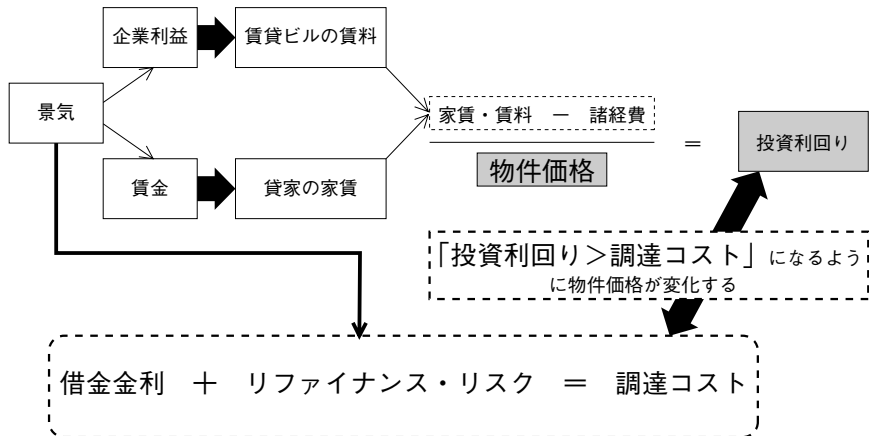 企業利益
賃貸ビルの賃料
景気
家賃・賃料 － 諸経費
＝
投資利回り
物件価格
賃金
貸家の家賃
「投資利回り＞調達コスト」になるよう
に物件価格が変化する
借金金利 ＋ リファイナンス・リスク ＝ 調達コスト